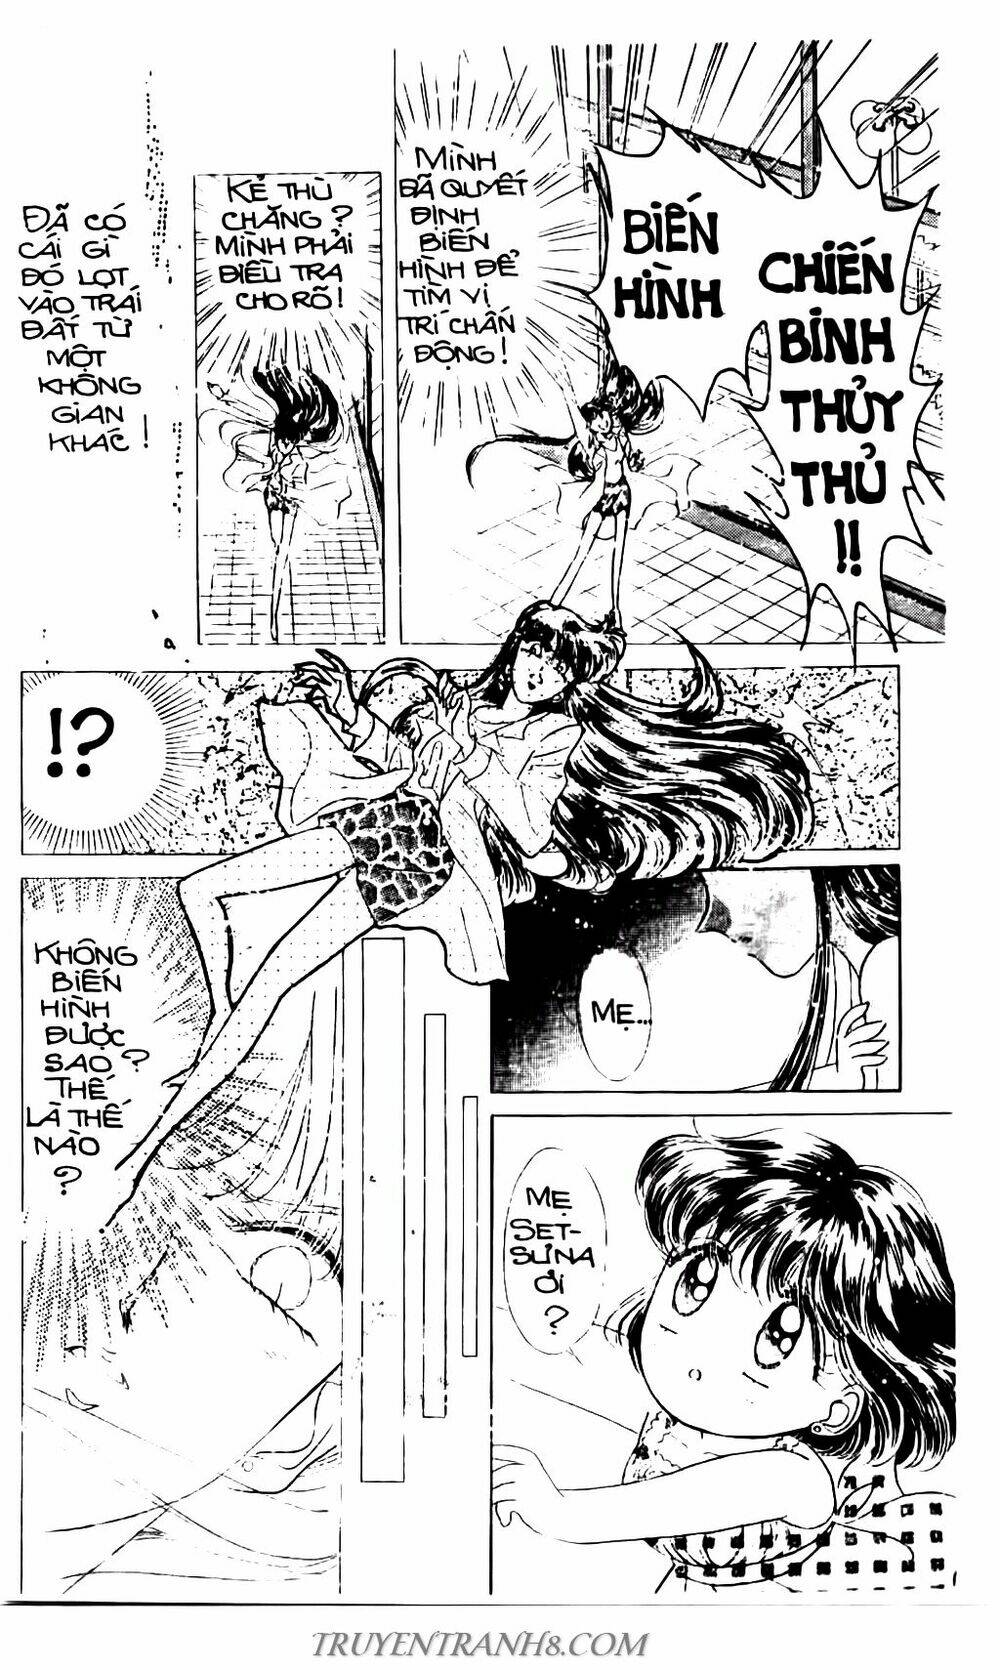 ĐÃ CÓ
CÁI GÌ
ĐÓ LỌT
VÀO TRÁI
ĐẤT TỪ
MỘT
KHÔNG
GIAN
KHÁC!
KẺ THÙ
CHĂNG?
MÌNH PHẢI
ĐIỀU TRA
CHO RÕ!
MÌNH
ĐÃ QUYẾT
ĐỊNH
BIẾN
HÌNH ĐỂ
TÌM VỊ
TRÍ CHẤN
ĐỘNG!
BIẾN
HÌNH
CHIẾN
BINH
THỦY
THỦ
!!
!?
KHÔNG
BIẾN
HÌNH
ĐƯỢC
SAO?
THẾ
LÀ THẾ
NÀO
?
MẸ...
MẸ
SET-
SƯNA
ƠI
?
TRUYENTRANH8.COM